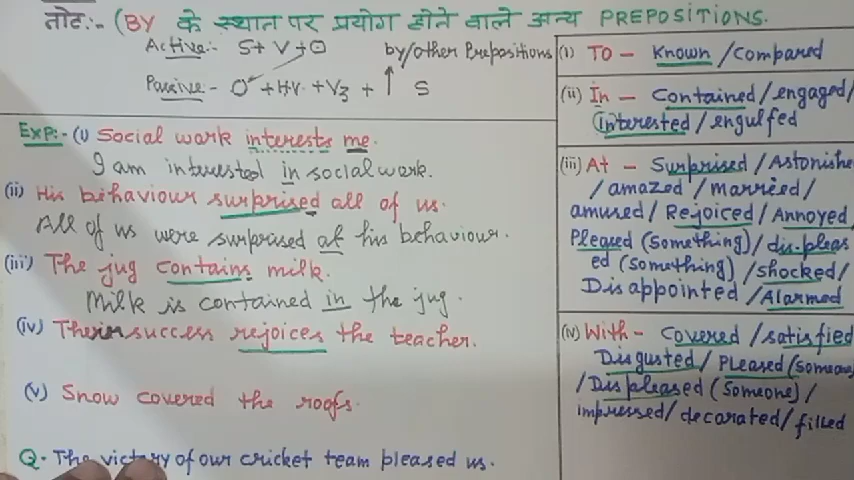 नोट:- (BY के स्थान पर प्रयोग होने वाले अन्य PREPOSITIONS.
Active:- S + V + O
by/other Prepositions
Passive:- O + H.V. + V3 + ↑ S
Exp:- (i) Social work interests me.
I am interested in social work.
(ii) His behaviour surprised all of us.
All of us were surprised at his behaviour.
(iii) The jug contains milk.
Milk is contained in the jug.
(iv) Their success rejoices the teacher.
(v) Snow covered the roofs.
Q. The victory of our cricket team pleased us.
(i) TO - Known / Compared
(ii) In - Contained / engaged /
Interested / engulfed
(iii) At - Surprised / Astonishe
/ amazed / married /
amused / Rejoiced / Annoyed
Pleased (Something) / dis-pleas
ed (Something) / shocked /
Disappointed / Alarmed
(iv) With - Covered / satisfied
Disgusted / Pleased (Someone)
/ Displeased (Someone) /
impressed / decorated / filled